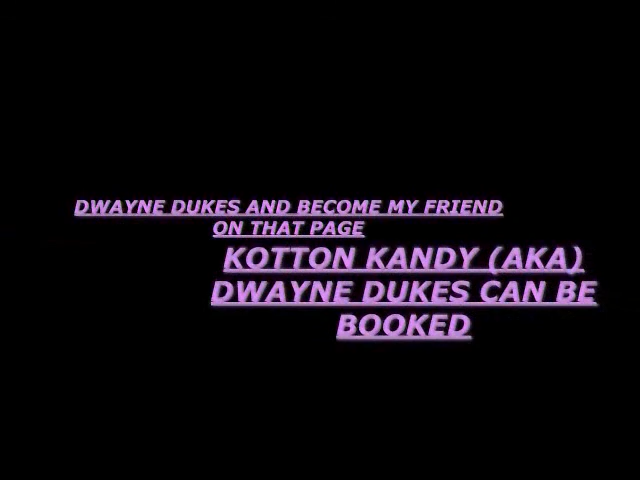 DWAYNE DUKES AND BECOME MY FRIEND
ON THAT PAGE
KOTTON KANDY (AKA)
DWAYNE DUKES CAN BE
BOOKED